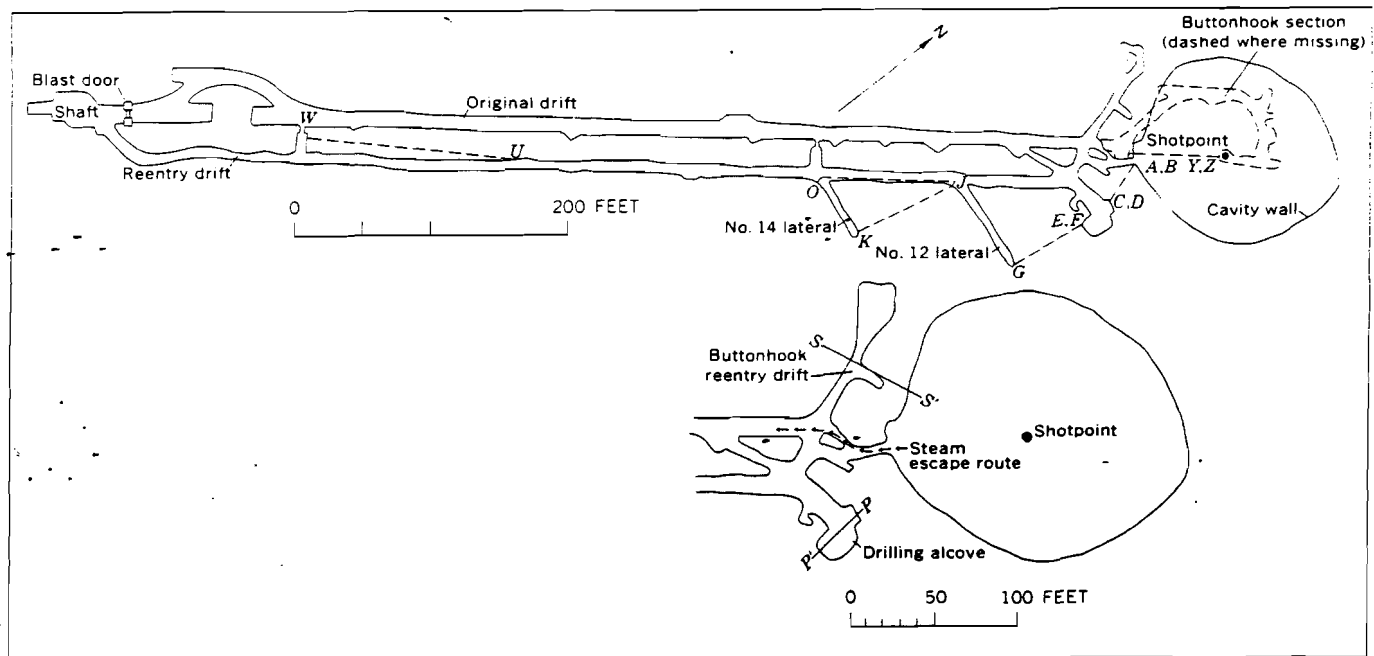 Buttonhook section
(dashed where missing)
N
Blast door
Original drift
Shaft
W
Shotpoint
U
A,B Y,Z
Reentry drift
O
J
C,D
E,F
Cavity wall
0 200 FEET
No. 14 lateral
K
No. 12 lateral
G
Buttonhook
reentry drift
S
S'
Shotpoint
Steam
escape route
P
Drilling alcove
P'
0 50 100 FEET